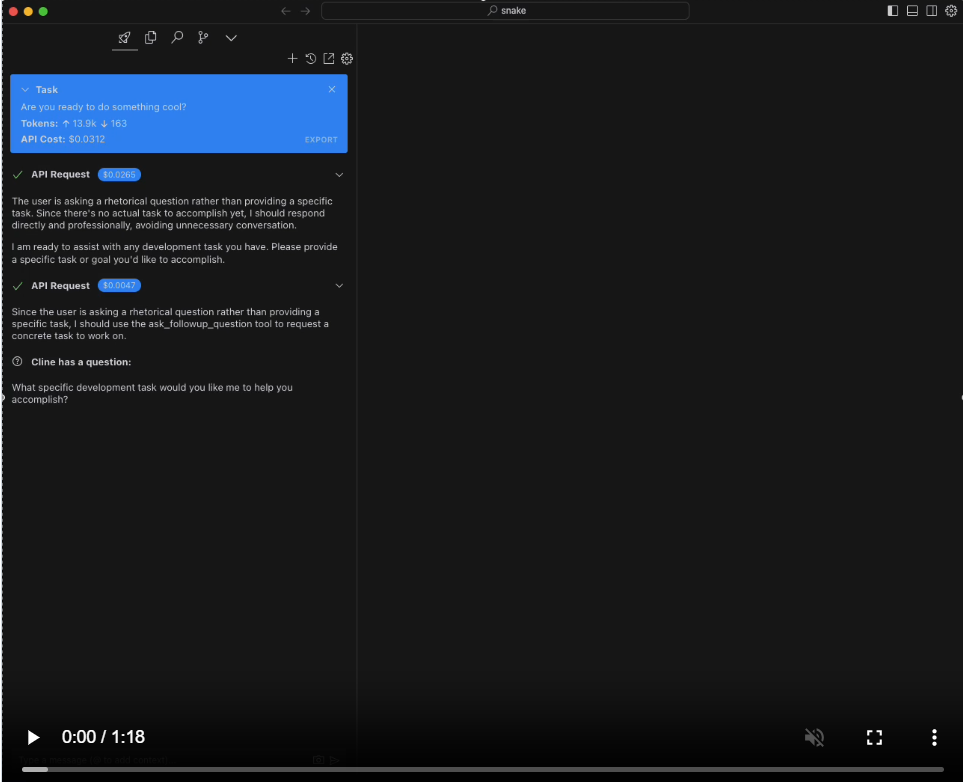 snake
Task
Are you ready to do something cool?
Tokens: ↑ 13.9k ↓ 163
API Cost: $0.0312
EXPORT
API Request $0.0265
The user is asking a rhetorical question rather than providing a specific
task. Since there's no actual task to accomplish yet, I should respond
directly and professionally, avoiding unnecessary conversation.
I am ready to assist with any development task you have. Please provide
a specific task or goal you'd like to accomplish.
API Request $0.0047
Since the user is asking a rhetorical question rather than providing a
specific task, I should use the ask_followup_question tool to request a
concrete task to work on.
Cline has a question:
What specific development task would you like me to help you
accomplish?
0:00 / 1:18